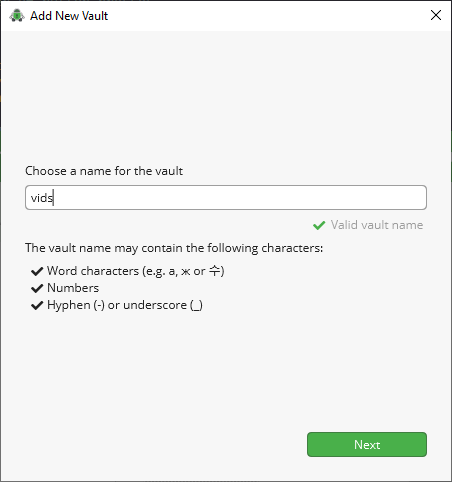 Add New Vault
Choose a name for the vault
vids
Valid vault name
The vault name may contain the following characters:
Word characters (e.g. a, ж or 수)
Numbers
Hyphen (-) or underscore (_)
Next